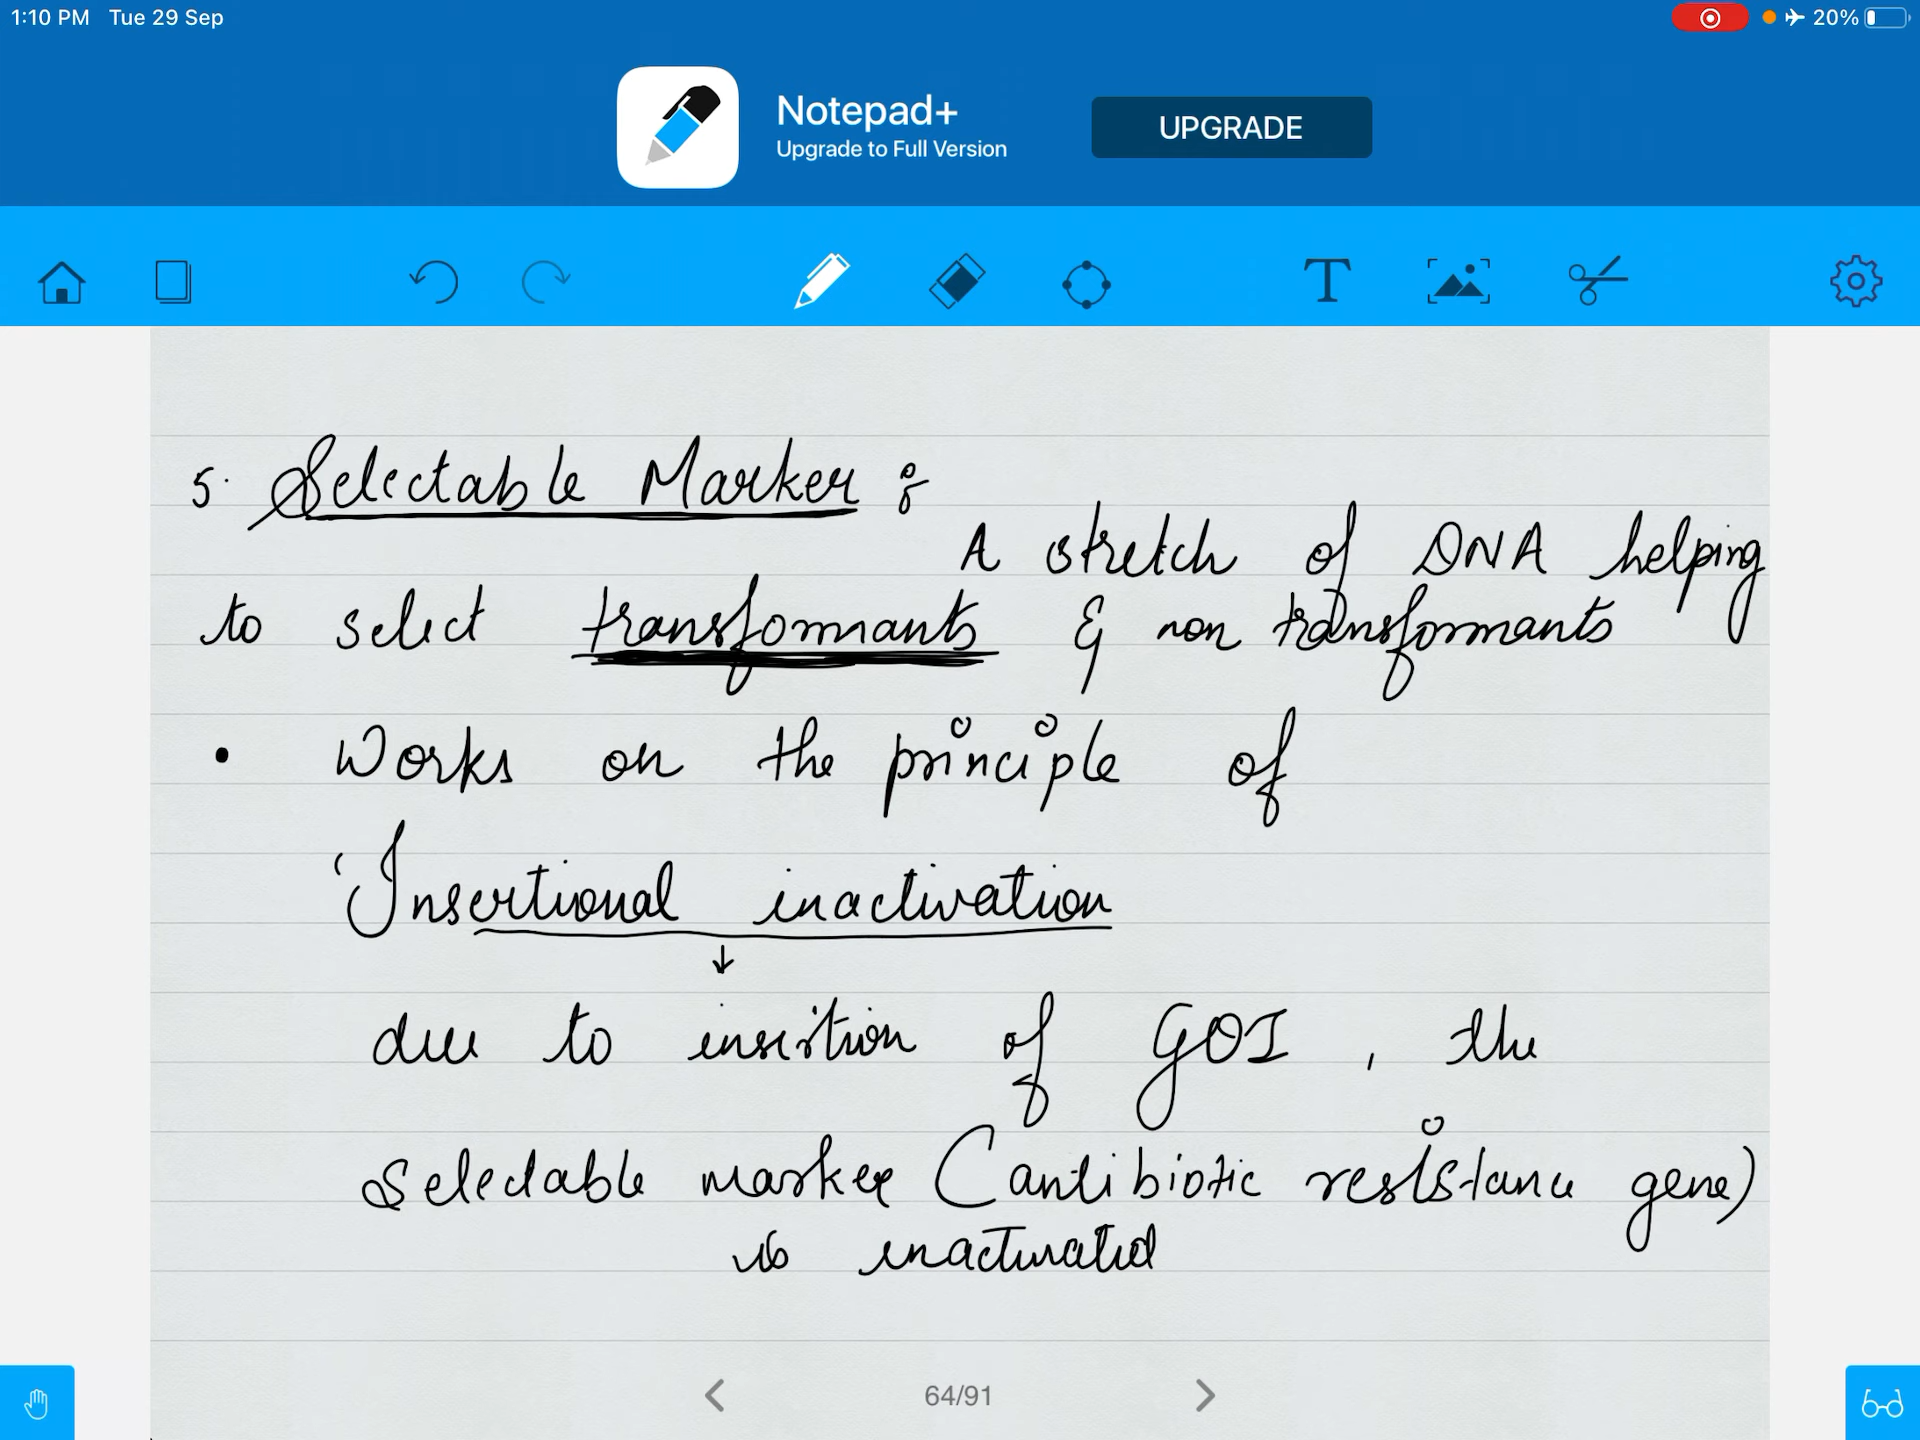 1:10 PM Tue 29 Sep 20%
Notepad+
Upgrade to Full Version
UPGRADE
T
5. Selectable Marker :
A stretch of DNA helping
to select transformants & non transformants
• Works on the principle of
'Insertional inactivation
↓
due to insertion of GOI, the
Selectable marker (antibiotic resistance gene)
is inactivated
64/91